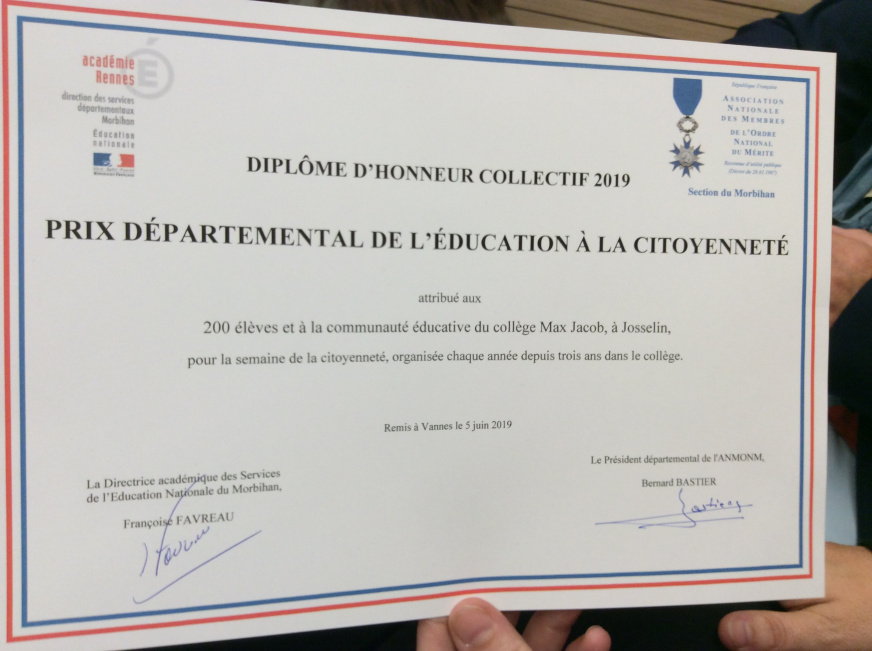 académie
Rennes
É
direction des services
départementaux
Morbihan
Éducation
nationale
République Française
ASSOCIATION
NATIONALE
DES MEMBRES
DE L'ORDRE
NATIONAL
DU MÉRITE
Section du Morbihan
DIPLÔME D'HONNEUR COLLECTIF 2019
PRIX DÉPARTEMENTAL DE L'ÉDUCATION À LA CITOYENNETÉ
attribué aux
200 élèves et à la communauté éducative du collège Max Jacob, à Josselin,
pour la semaine de la citoyenneté, organisée chaque année depuis trois ans dans le collège.
Remis à Vannes le 5 juin 2019
La Directrice académique des Services
de l'Education Nationale du Morbihan,
Françoise FAVREAU
Le Président départemental de l'ANMONM,
Bernard BASTIER